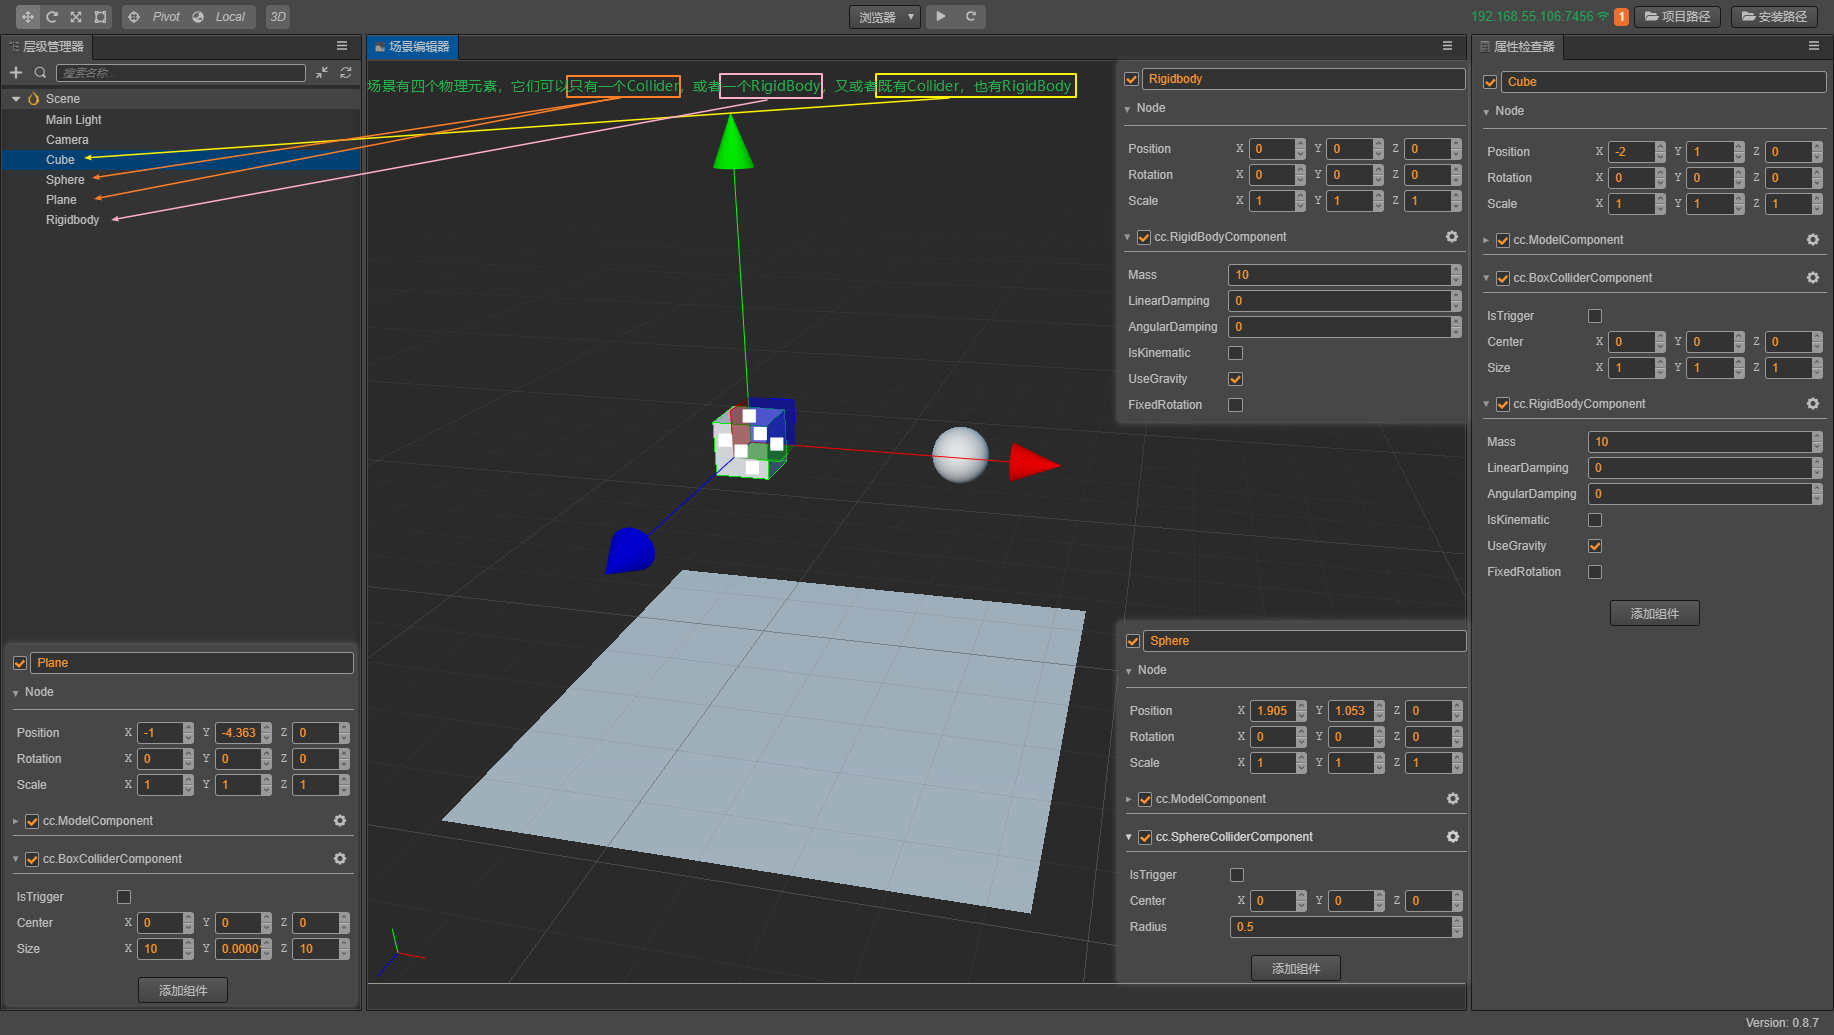 Pivot Local 3D 浏览器 192.168.55.106:7456 1 项目路径 安装路径
层级管理器
搜索名称...
Scene
Main Light
Camera
Cube
Sphere
Plane
Rigidbody
Plane
Node
Position X -1 Y -4.363 Z 0
Rotation X 0 Y 0 Z 0
Scale X 1 Y 1 Z 1
cc.ModelComponent
cc.BoxColliderComponent
IsTrigger
Center X 0 Y 0 Z 0
Size X 10 Y 0.0000 Z 10
添加组件
场景编辑器
场景有四个物理元素，它们可以只有一个Collider，或者一个RigidBody，又或者既有Collider，也有RigidBody
Rigidbody
Node
Position X 0 Y 0 Z 0
Rotation X 0 Y 0 Z 0
Scale X 1 Y 1 Z 1
cc.RigidBodyComponent
Mass 10
LinearDamping 0
AngularDamping 0
IsKinematic
UseGravity
FixedRotation
Sphere
Node
Position X 1.905 Y 1.053 Z 0
Rotation X 0 Y 0 Z 0
Scale X 1 Y 1 Z 1
cc.ModelComponent
cc.SphereColliderComponent
IsTrigger
Center X 0 Y 0 Z 0
Radius 0.5
添加组件
属性检查器
Cube
Node
Position X -2 Y 1 Z 0
Rotation X 0 Y 0 Z 0
Scale X 1 Y 1 Z 1
cc.ModelComponent
cc.BoxColliderComponent
IsTrigger
Center X 0 Y 0 Z 0
Size X 1 Y 1 Z 1
cc.RigidBodyComponent
Mass 10
LinearDamping 0
AngularDamping 0
IsKinematic
UseGravity
FixedRotation
添加组件
Version: 0.8.7